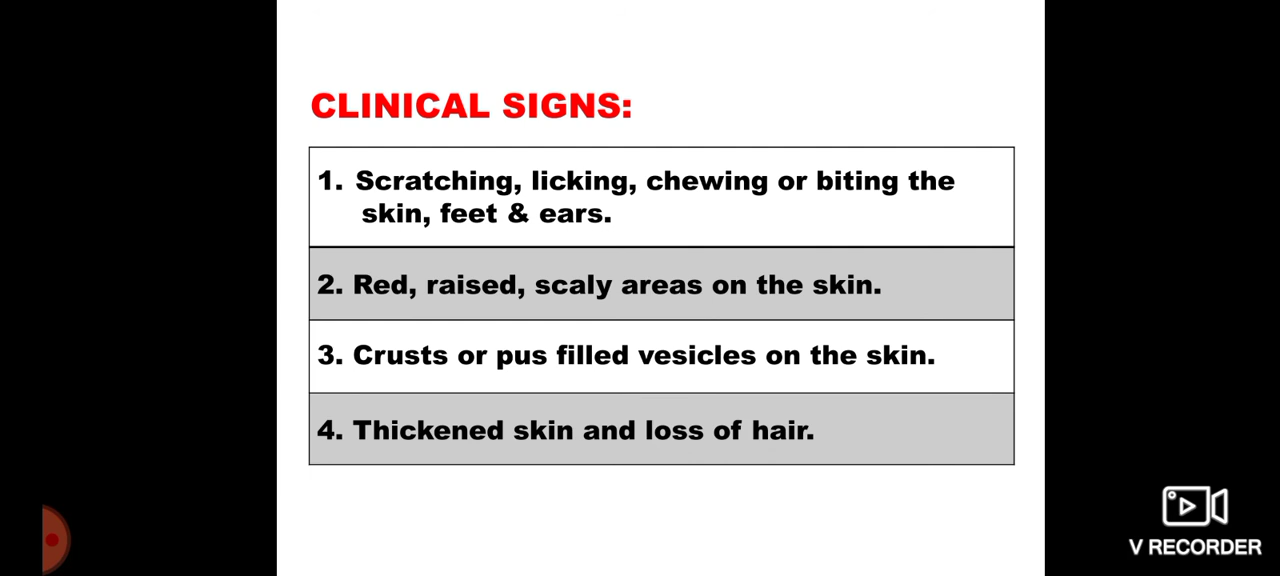 CLINICAL SIGNS:
1. Scratching, licking, chewing or biting the
skin, feet & ears.
2. Red, raised, scaly areas on the skin.
3. Crusts or pus filled vesicles on the skin.
4. Thickened skin and loss of hair.
V RECORDER